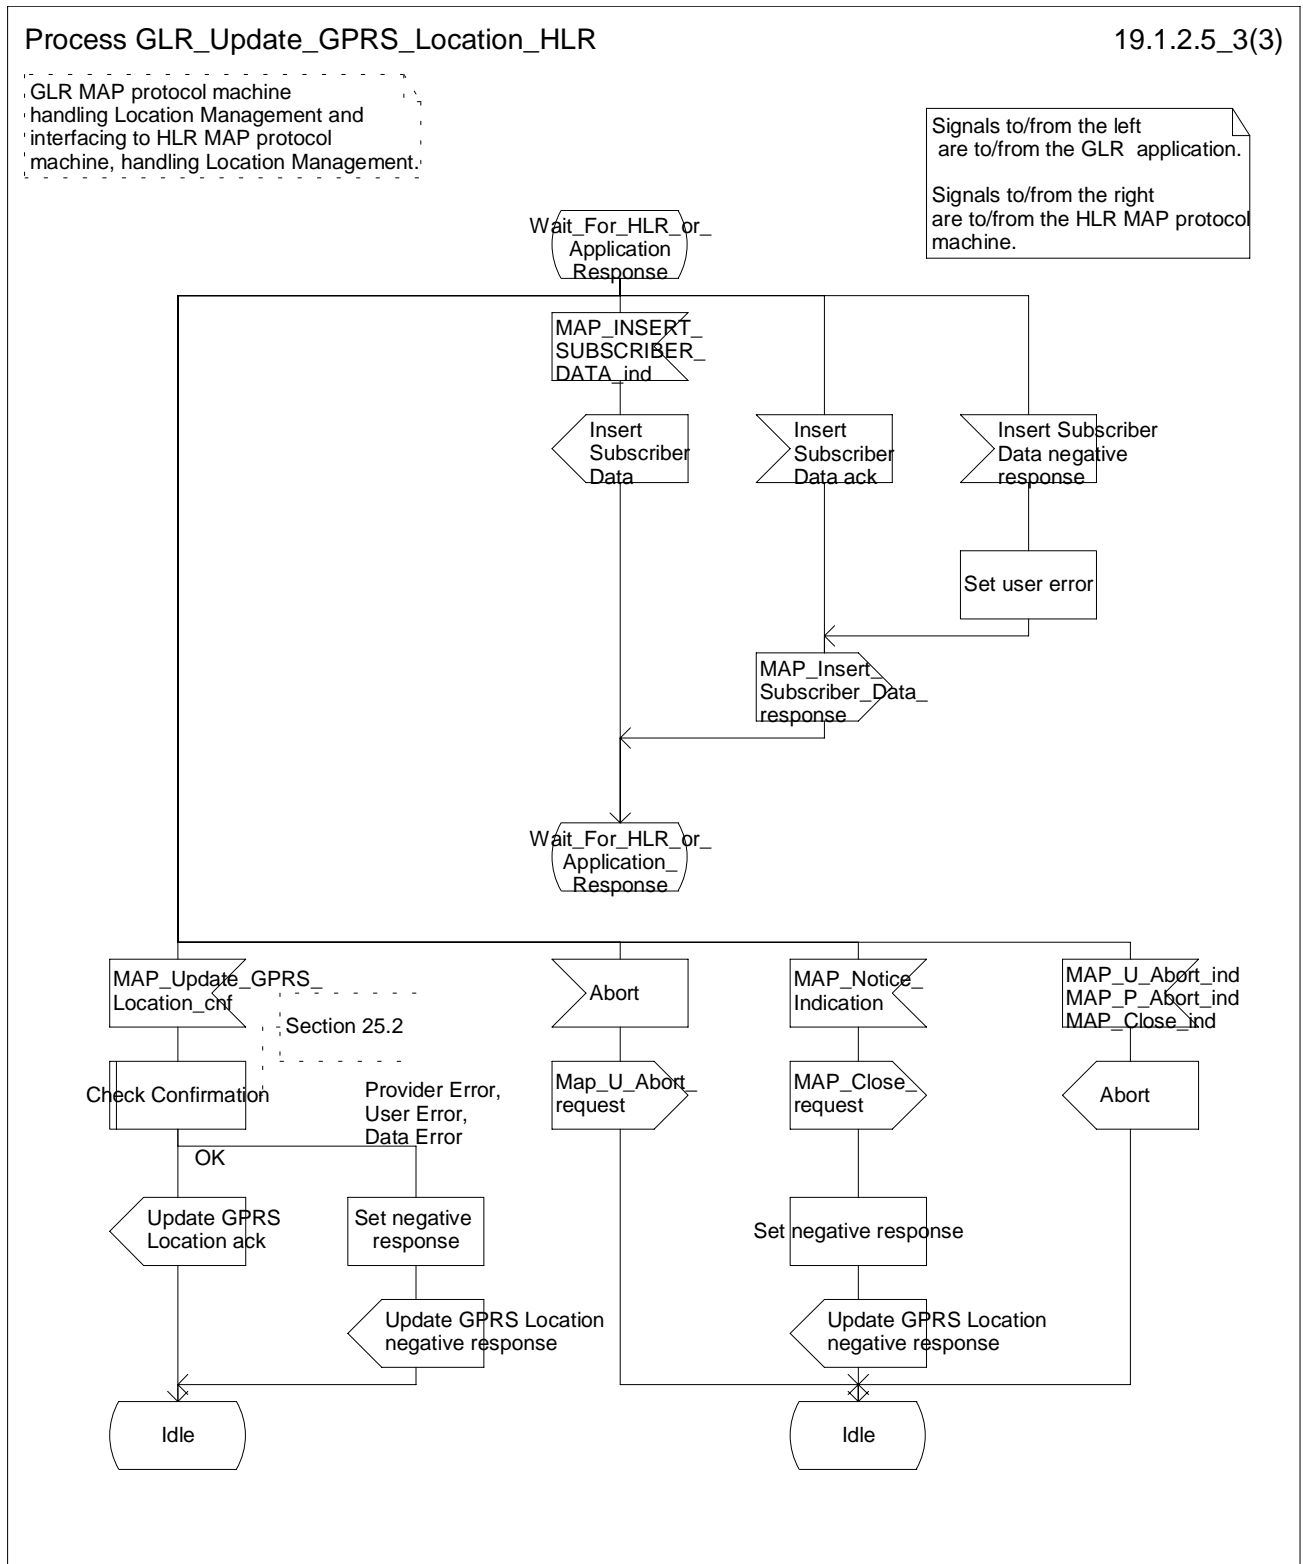 Process GLR_Update_GPRS_Location_HLR
19.1.2.5_3(3)
GLR MAP protocol machine
handling Location Management and
interfacing to HLR MAP protocol
machine, handling Location Management.
Signals to/from the left
are to/from the GLR application.
Signals to/from the right
are to/from the HLR MAP protocol
machine.
Wait_For_HLR_or_
Application
Response
MAP_INSERT_
SUBSCRIBER_
DATA_ind
Insert
Subscriber
Data
Insert
Subscriber
Data ack
Insert Subscriber
Data negative
response
Set user error
MAP_Insert_
Subscriber_Data_
response
Wait_For_HLR_or_
Application_
Response
MAP_Update_GPRS_
Location_cnf
Abort
MAP_Notice_
Indication
MAP_U_Abort_ind
MAP_P_Abort_ind
MAP_Close_ind
Section 25.2
Check Confirmation
Provider Error,
User Error,
Data Error
Map_U_Abort_
request
MAP_Close_
request
Abort
OK
Update GPRS
Location ack
Set negative
response
Set negative response
Update GPRS Location
negative response
Update GPRS Location
negative response
Idle
Idle